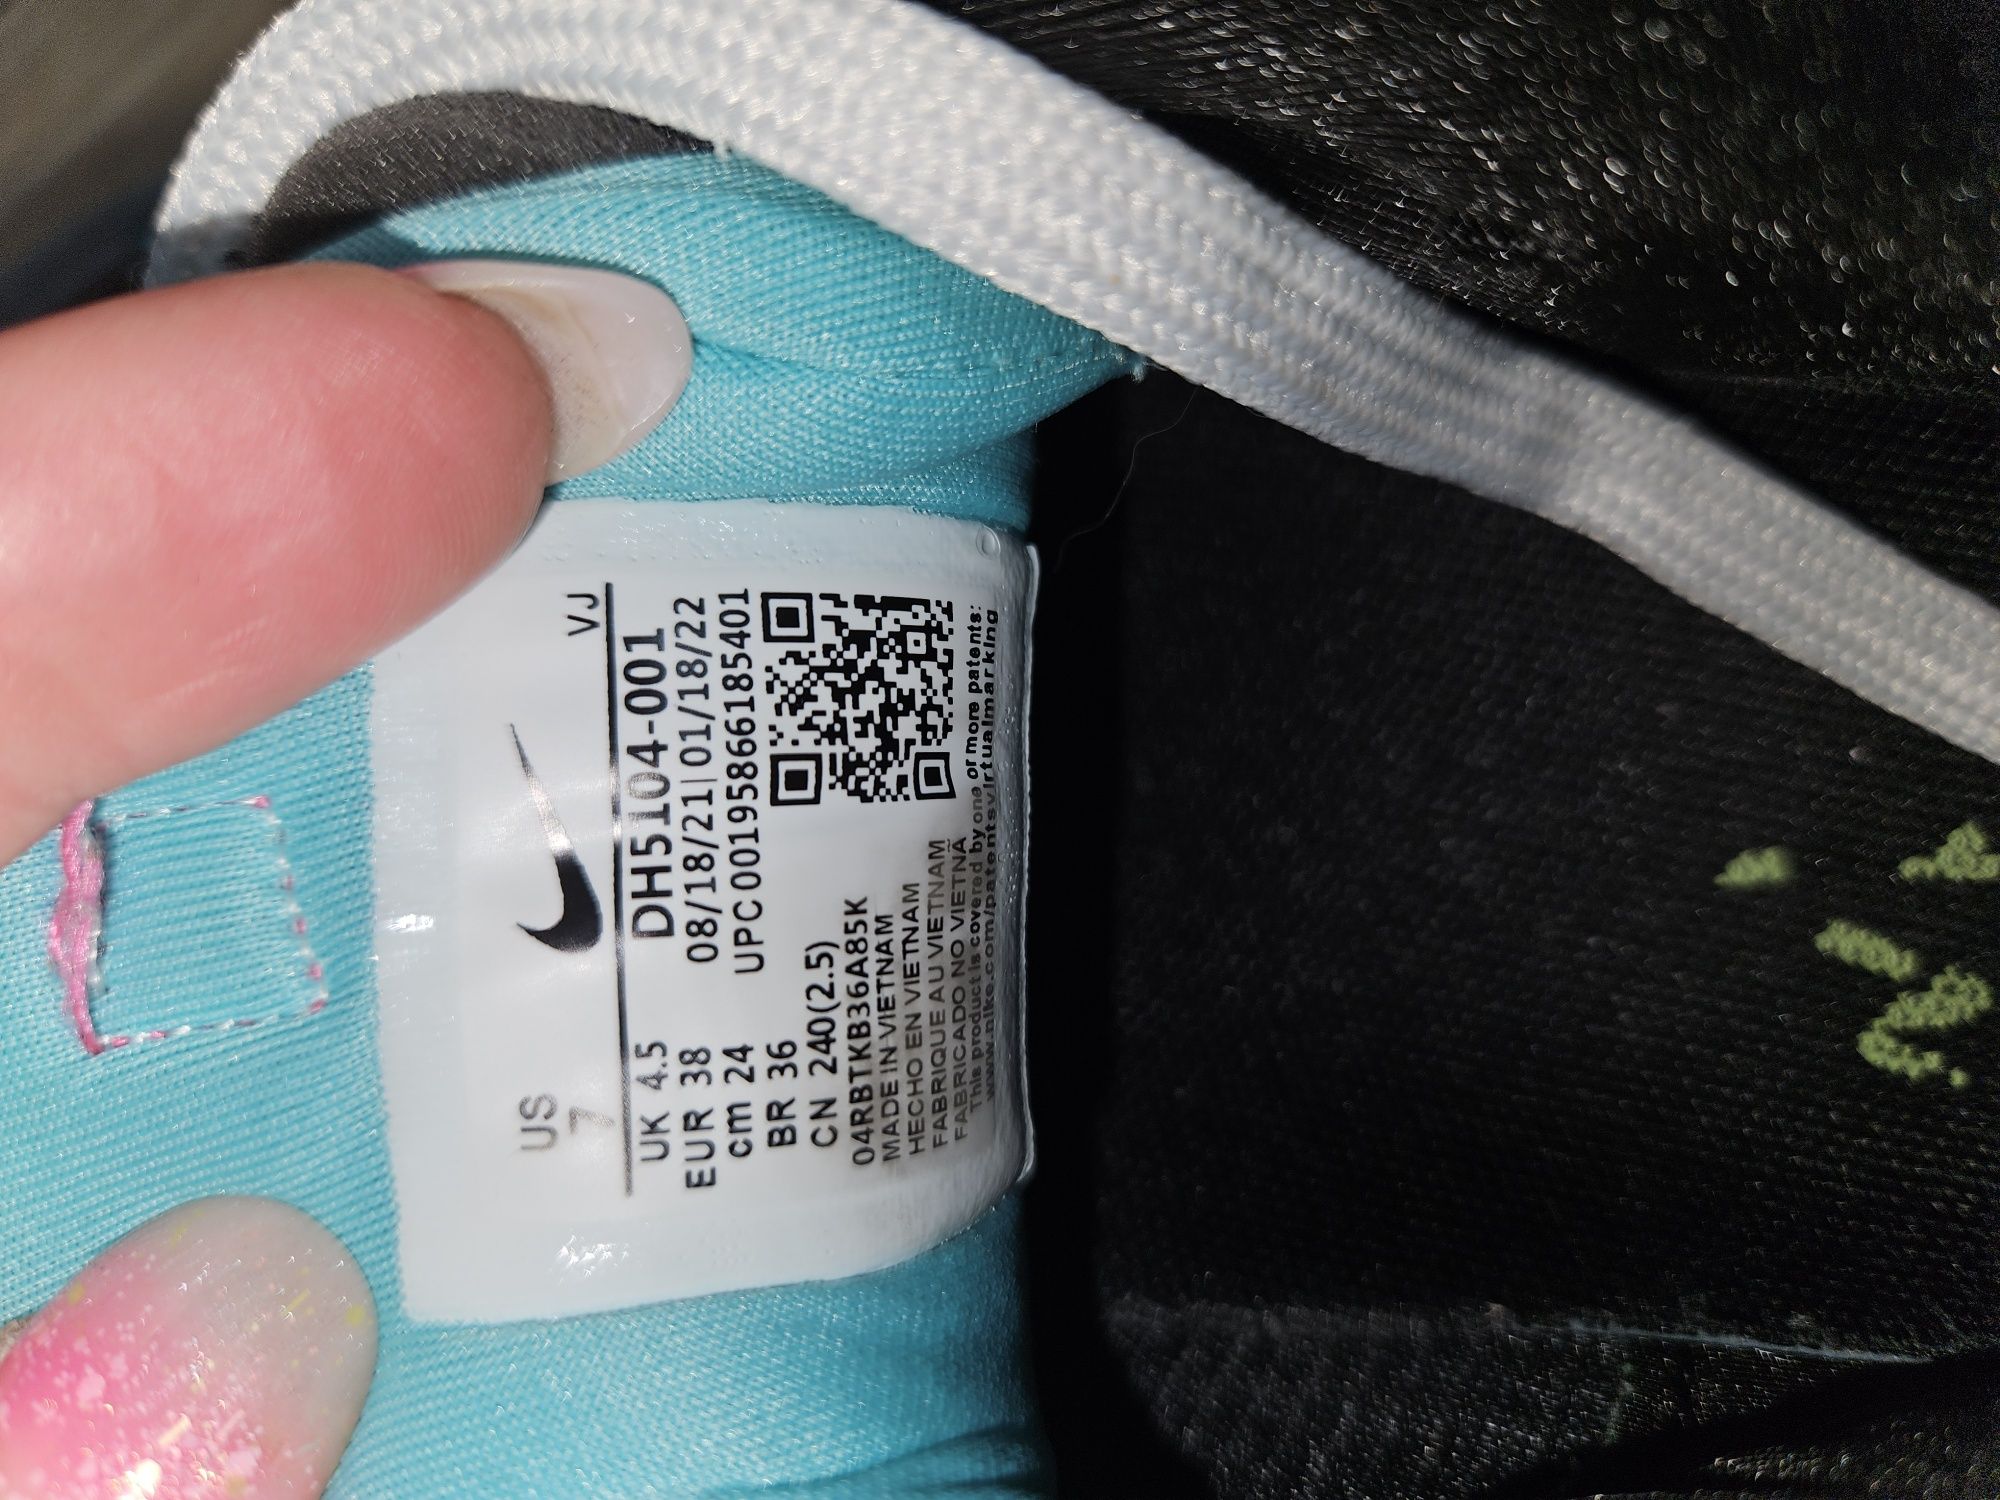 US
7
VJ
UK 4.5
EUR 38
cm 24
BR 36
CN 240(2.5)
DH5104-001
08/18/21|01/18/22
UPC 00195866185401
04RBTKB36A85K
MADE IN VIETNAM
HECHO EN VIETNAM
FABRIQUE AU VIETNAM
FABRICADO NO VIETNÃ
This product is covered by one or more patents:
www.nike.com/patentsvirtualmarking